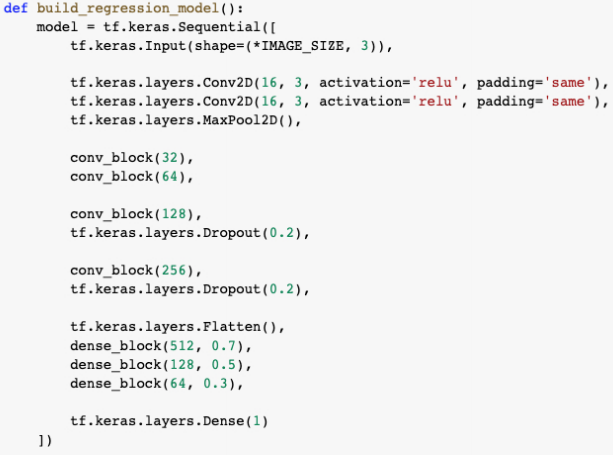 def build_regression_model():
    model = tf.keras.Sequential([
        tf.keras.Input(shape=(*IMAGE_SIZE, 3)),

        tf.keras.layers.Conv2D(16, 3, activation='relu', padding='same'),
        tf.keras.layers.Conv2D(16, 3, activation='relu', padding='same'),
        tf.keras.layers.MaxPool2D(),

        conv_block(32),
        conv_block(64),

        conv_block(128),
        tf.keras.layers.Dropout(0.2),

        conv_block(256),
        tf.keras.layers.Dropout(0.2),

        tf.keras.layers.Flatten(),
        dense_block(512, 0.7),
        dense_block(128, 0.5),
        dense_block(64, 0.3),

        tf.keras.layers.Dense(1)
    ])